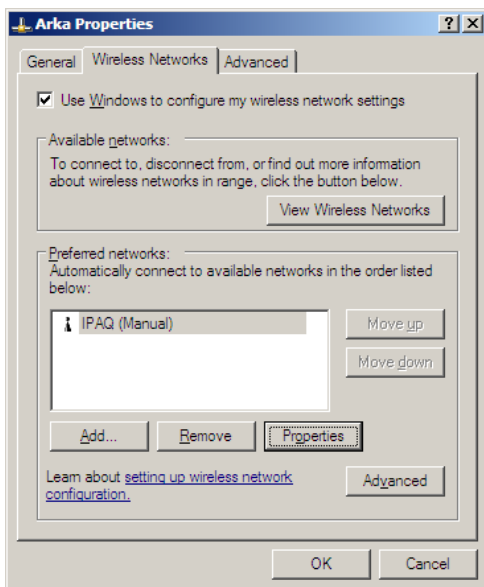 Arka Properties
General Wireless Networks Advanced
Use Windows to configure my wireless network settings
Available networks:
To connect to, disconnect from, or find out more information
about wireless networks in range, click the button below.
View Wireless Networks
Preferred networks:
Automatically connect to available networks in the order listed
below:
IPAQ (Manual)
Move up
Move down
Add... Remove Properties
Learn about setting up wireless network
configuration.
Advanced
OK Cancel